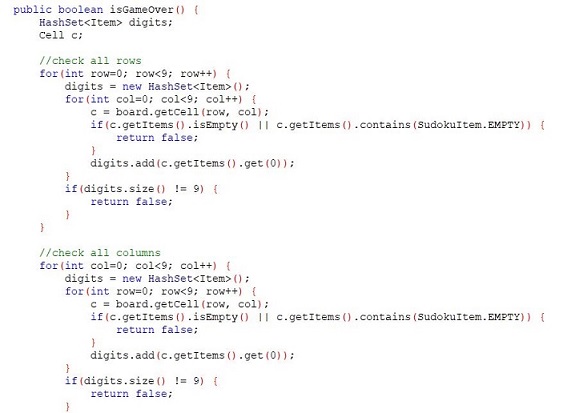 public boolean isGameOver() {
    HashSet<Item> digits;
    Cell c;

    //check all rows
    for(int row=0; row<9; row++) {
        digits = new HashSet<Item>();
        for(int col=0; col<9; col++) {
            c = board.getCell(row, col);
            if(c.getItems().isEmpty() || c.getItems().contains(SudokuItem.EMPTY)) {
                return false;
            }
            digits.add(c.getItems().get(0));
        }
        if(digits.size() != 9) {
            return false;
        }
    }

    //check all columns
    for(int col=0; col<9; col++) {
        digits = new HashSet<Item>();
        for(int row=0; row<9; row++) {
            c = board.getCell(row, col);
            if(c.getItems().isEmpty() || c.getItems().contains(SudokuItem.EMPTY)) {
                return false;
            }
            digits.add(c.getItems().get(0));
        }
        if(digits.size() != 9) {
            return false;
        }